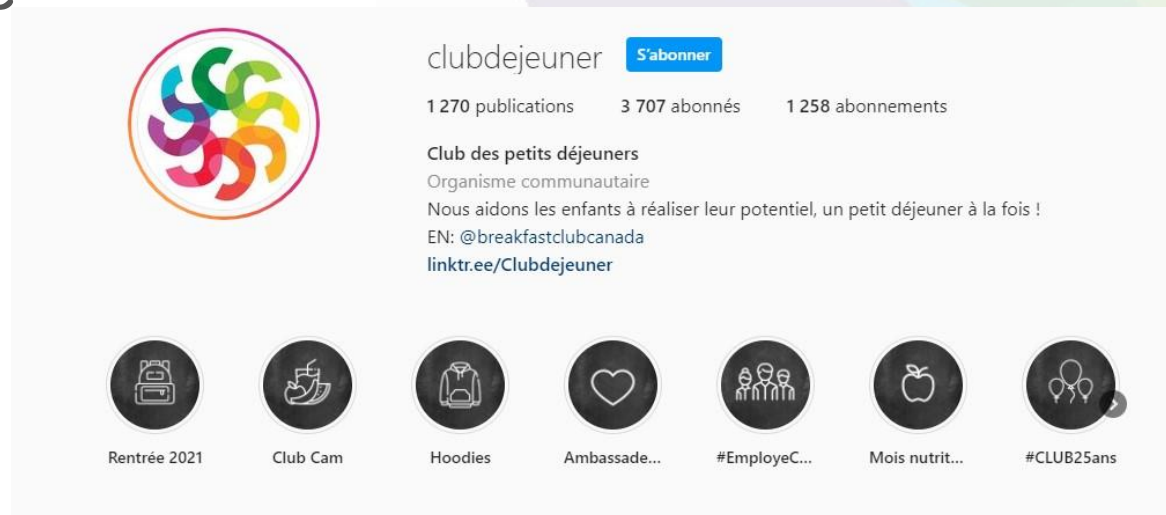 clubdejeuner S'abonner
1 270 publications 3 707 abonnés 1 258 abonnements
Club des petits déjeuners
Organisme communautaire
Nous aidons les enfants à réaliser leur potentiel, un petit déjeuner à la fois !
EN: @breakfastclubcanada
linktr.ee/Clubdejeuner
Rentrée 2021 Club Cam Hoodies Ambassade... #EmployeC... Mois nutrit... #CLUB25ans